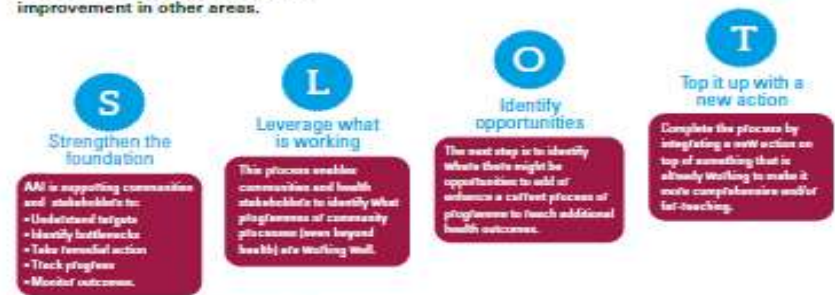 improvement in other areas.
S
Strengthen the
foundation
AAI is supporting communities
and stakeholders to:
• Understand targets
• Identify bottlenecks
• Take remedial action
• Track progress
• Monitor outcomes.
L
Leverage what
is working
This process enables
communities and health
stakeholders to identify what
programmes or community
processes (even beyond
health) are working well.
O
Identify
opportunities
The next step is to identify
where there might be
opportunities to add or
enhance a current process or
programme to reach additional
health outcomes.
T
Top it up with a
new action
Complete the process by
integrating a new action on
top of something that is
already working to make it
more comprehensive and/or
far-reaching.